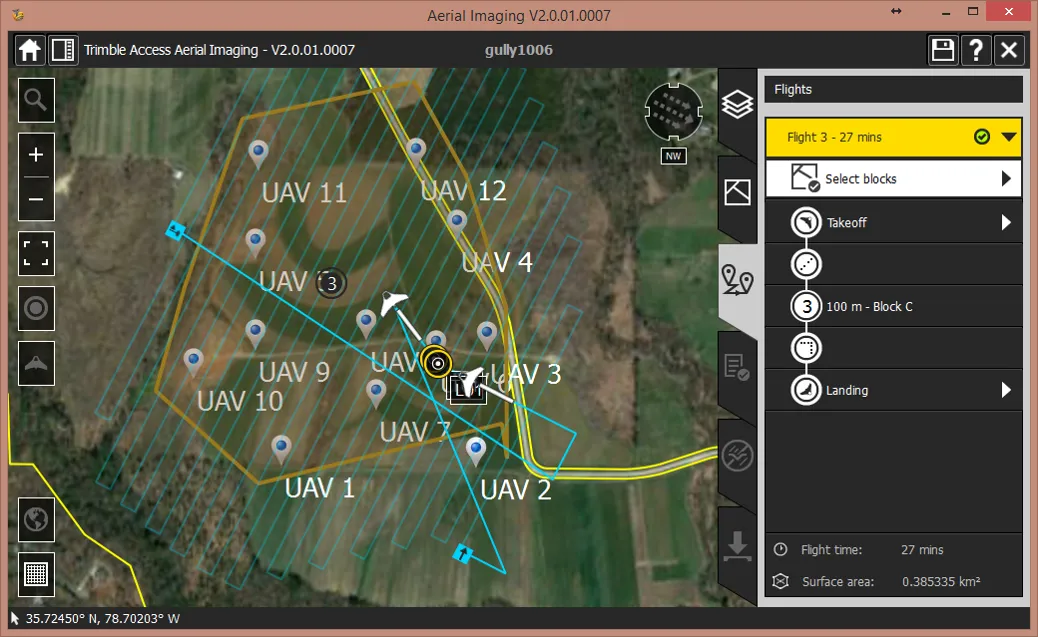 Aerial Imaging V2.0.01.0007
Trimble Access Aerial Imaging - V2.0.01.0007
gully1006
NW
UAV 11
UAV 12
UAV 4
UAV
3
UAV 9
UAV
UAV 3
UAV 10
UAV 7
UAV 1
UAV 2
Flights
Flight 3 - 27 mins
Select blocks
Takeoff
3
100 m - Block C
Landing
Flight time:
27 mins
Surface area:
0.385335 km²
35.72450° N, 78.70203° W